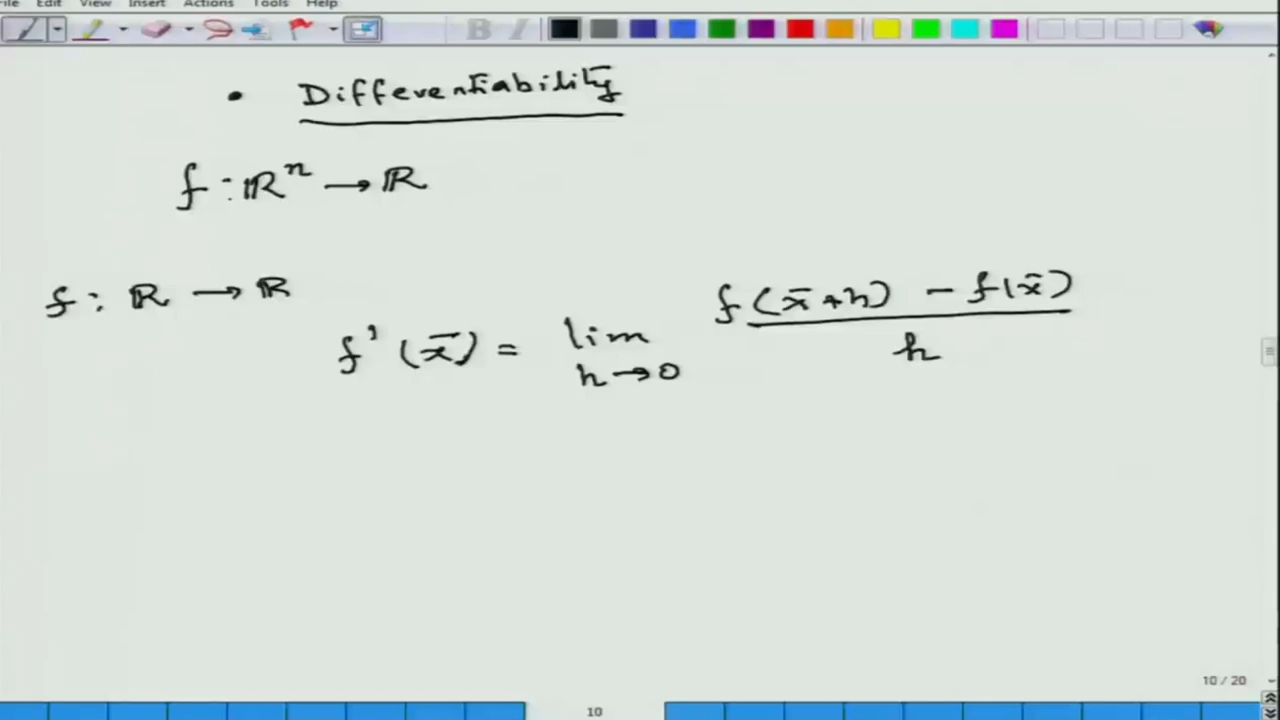 File Edit View Insert Actions Tools Help
B I
• Differentiability
f : ℝⁿ → ℝ
f : ℝ → ℝ
f'(x̄) = lim h→0 f(x̄+h) - f(x̄) / h
10 / 20
10